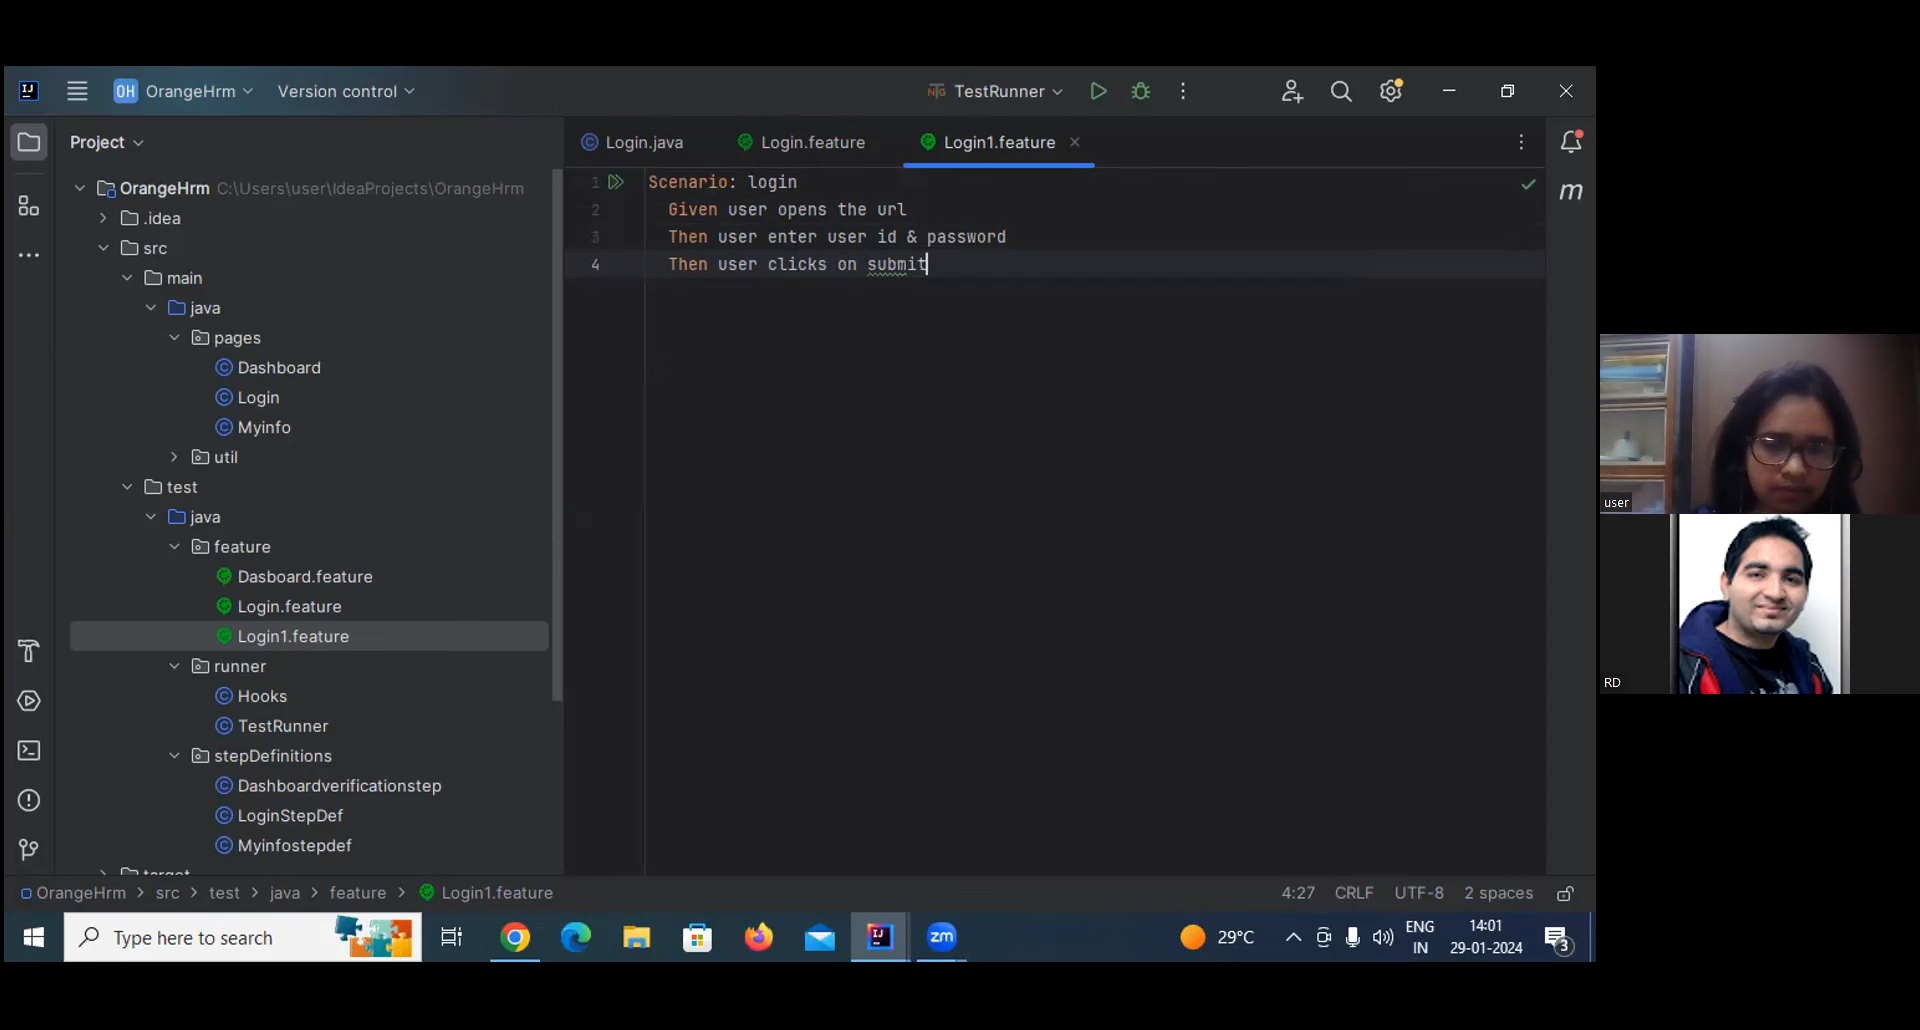 OH OrangeHrm Version control TestRunner
Project
Login.java Login.feature Login1.feature
OrangeHrm C:\Users\user\IdeaProjects\OrangeHrm
.idea
src
main
java
pages
Dashboard
Login
Myinfo
util
test
java
feature
Dasboard.feature
Login.feature
Login1.feature
runner
Hooks
TestRunner
stepDefinitions
Dashboardverificationstep
LoginStepDef
Myinfostepdef
target
1 Scenario: login
2 Given user opens the url
3 Then user enter user id & password
4 Then user clicks on submit
m
user
RD
OrangeHrm > src > test > java > feature > Login1.feature 4:27 CRLF UTF-8 2 spaces
Type here to search
zm
29°C
ENG
IN
14:01
29-01-2024
3